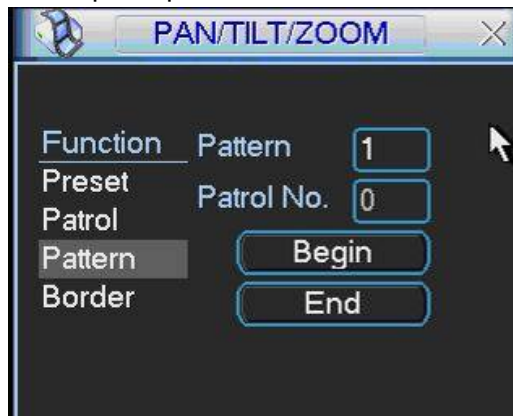 PAN/TILT/ZOOM
Function
Preset
Patrol
Pattern
Border
Pattern 1
Patrol No. 0
Begin
End